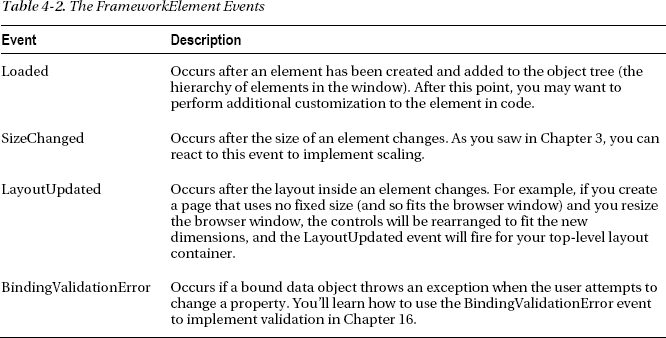 Table 4-2. The FrameworkElement Events
Event Description
Loaded Occurs after an element has been created and added to the object tree (the
hierarchy of elements in the window). After this point, you may want to
perform additional customization to the element in code.
SizeChanged Occurs after the size of an element changes. As you saw in Chapter 3, you can
react to this event to implement scaling.
LayoutUpdated Occurs after the layout inside an element changes. For example, if you create
a page that uses no fixed size (and so fits the browser window) and you resize
the browser window, the controls will be rearranged to fit the new
dimensions, and the LayoutUpdated event will fire for your top-level layout
container.
BindingValidationError Occurs if a bound data object throws an exception when the user attempts to
change a property. You'll learn how to use the BindingValidationError event
to implement validation in Chapter 16.